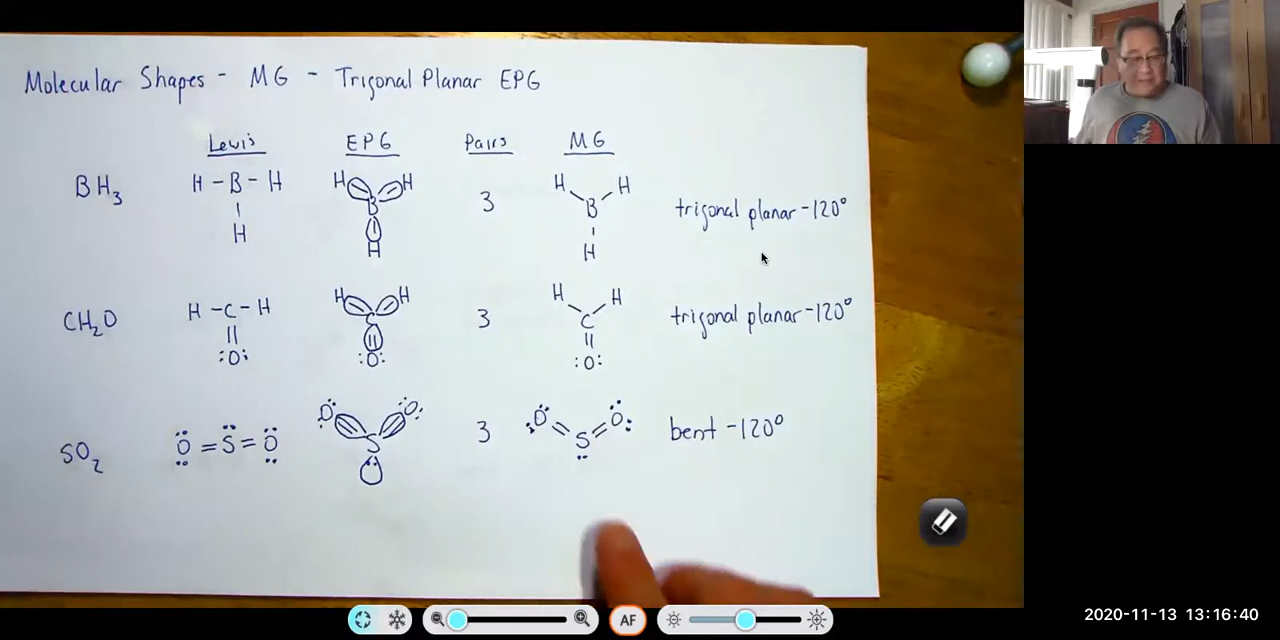 Molecular Shapes - MG - Trigonal Planar EPG
Lewis EPG Pairs MG
BH3 H - B - H H H 3 H H trigonal planar - 120°
| B B
H H H
CH2O H - C - H H H 3 H H trigonal planar - 120°
|| C C
:O: :O: :O:
SO2 O = S = O O O 3 O O bent - 120°
S S
AF
2020-11-13 13:16:40